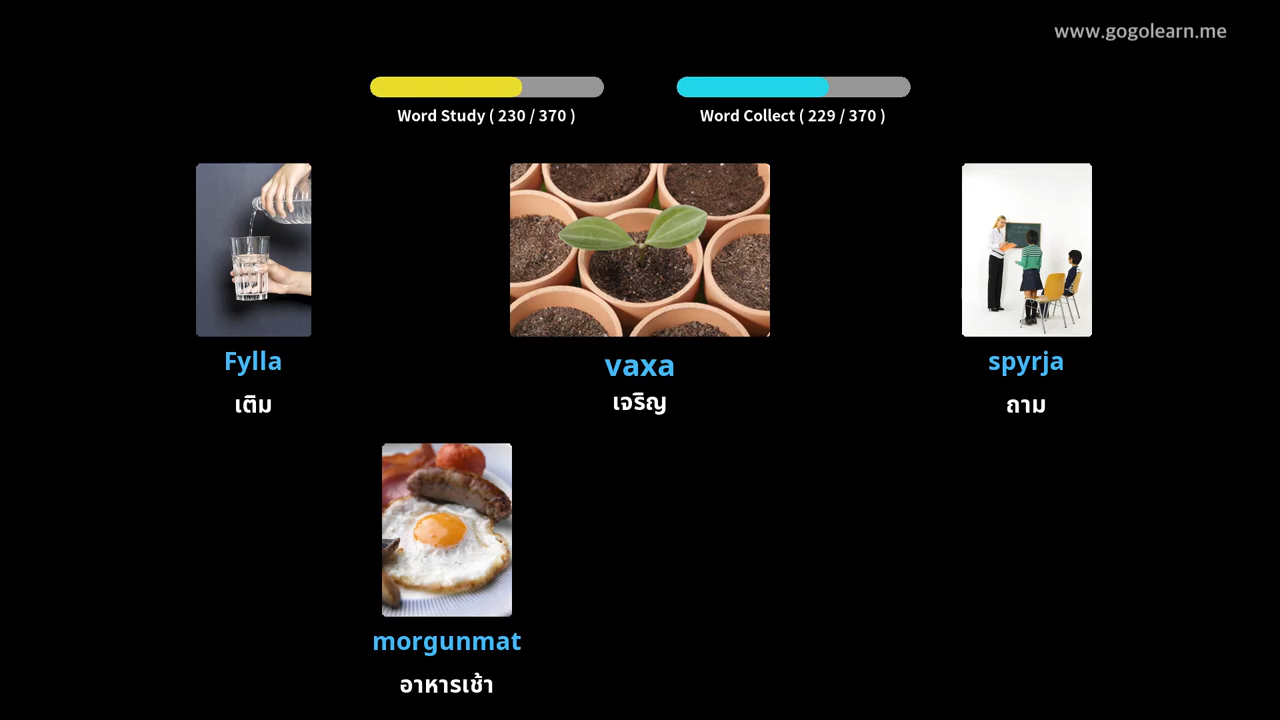 www.gogolearn.me
Word Study ( 230 / 370 )
Word Collect ( 229 / 370 )
Fylla
vaxa
spyrja
เติม
เจริญ
ถาม
morgunmat
อาหารเช้า